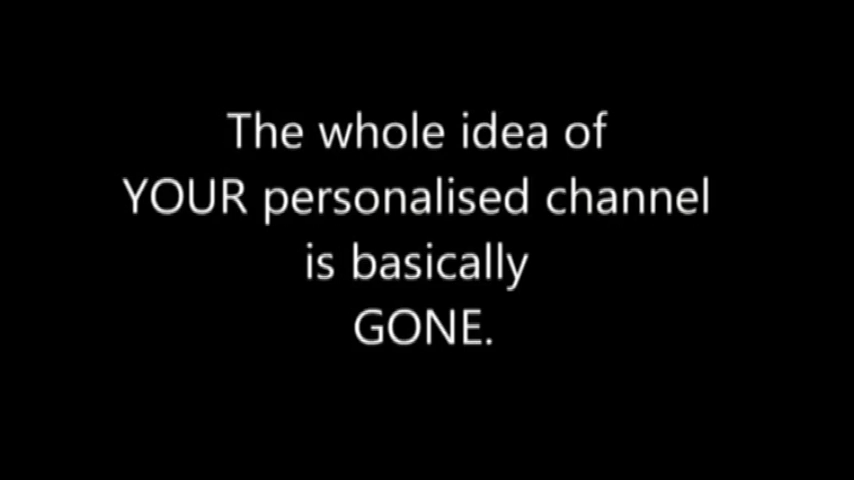 The whole idea of
YOUR personalised channel
is basically
GONE.